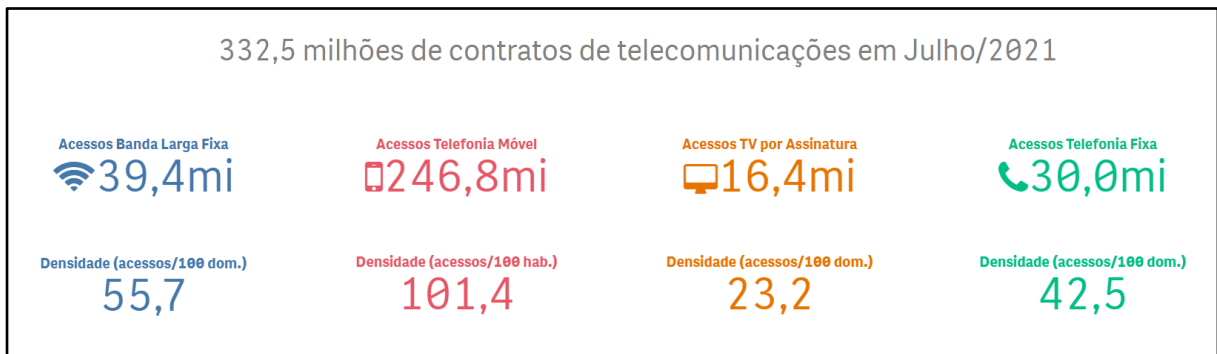 332,5 milhões de contratos de telecomunicações em Julho/2021
Acessos Banda Larga Fixa
39,4mi
Densidade (acessos/100 dom.)
55,7
Acessos Telefonia Móvel
246,8mi
Densidade (acessos/100 hab.)
101,4
Acessos TV por Assinatura
16,4mi
Densidade (acessos/100 dom.)
23,2
Acessos Telefonia Fixa
30,0mi
Densidade (acessos/100 dom.)
42,5